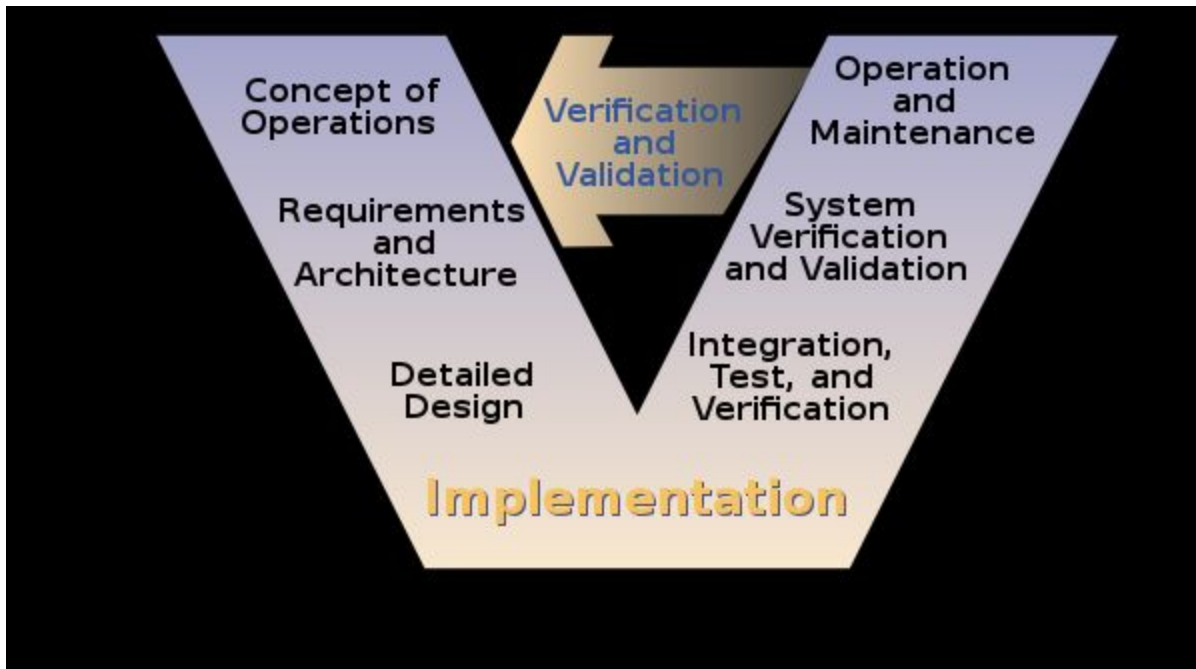 Concept of
Operations
Requirements
and
Architecture
Detailed
Design
Implementation
Integration,
Test, and
Verification
System
Verification
and Validation
Operation
and
Maintenance
Verification
and
Validation